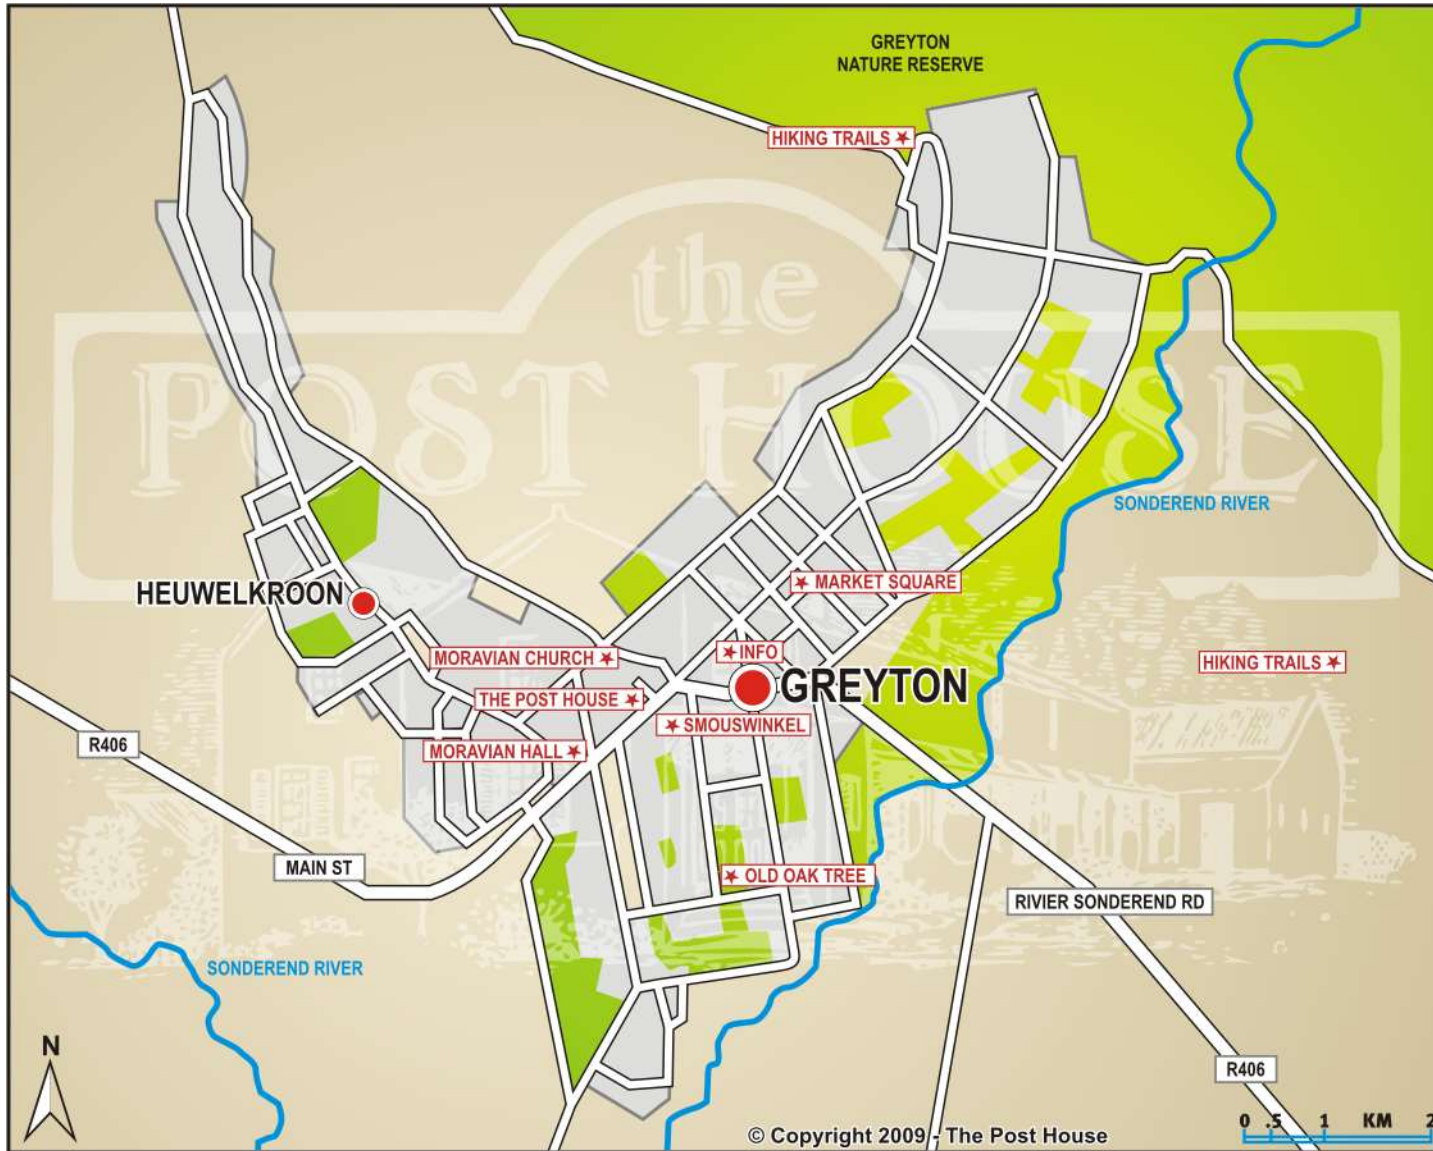 GREYTON
NATURE RESERVE
HIKING TRAILS
the
POST HOUSE
SONDEREND RIVER
HEUWELKROON
MARKET SQUARE
INFO
MORAVIAN CHURCH
HIKING TRAILS
GREYTON
THE POST HOUSE
SMOUSWINKEL
R406
MORAVIAN HALL
MAIN ST
OLD OAK TREE
RIVIER SONDEREND RD
SONDEREND RIVER
N
R406
0 .5 1 KM 2
© Copyright 2009 - The Post House